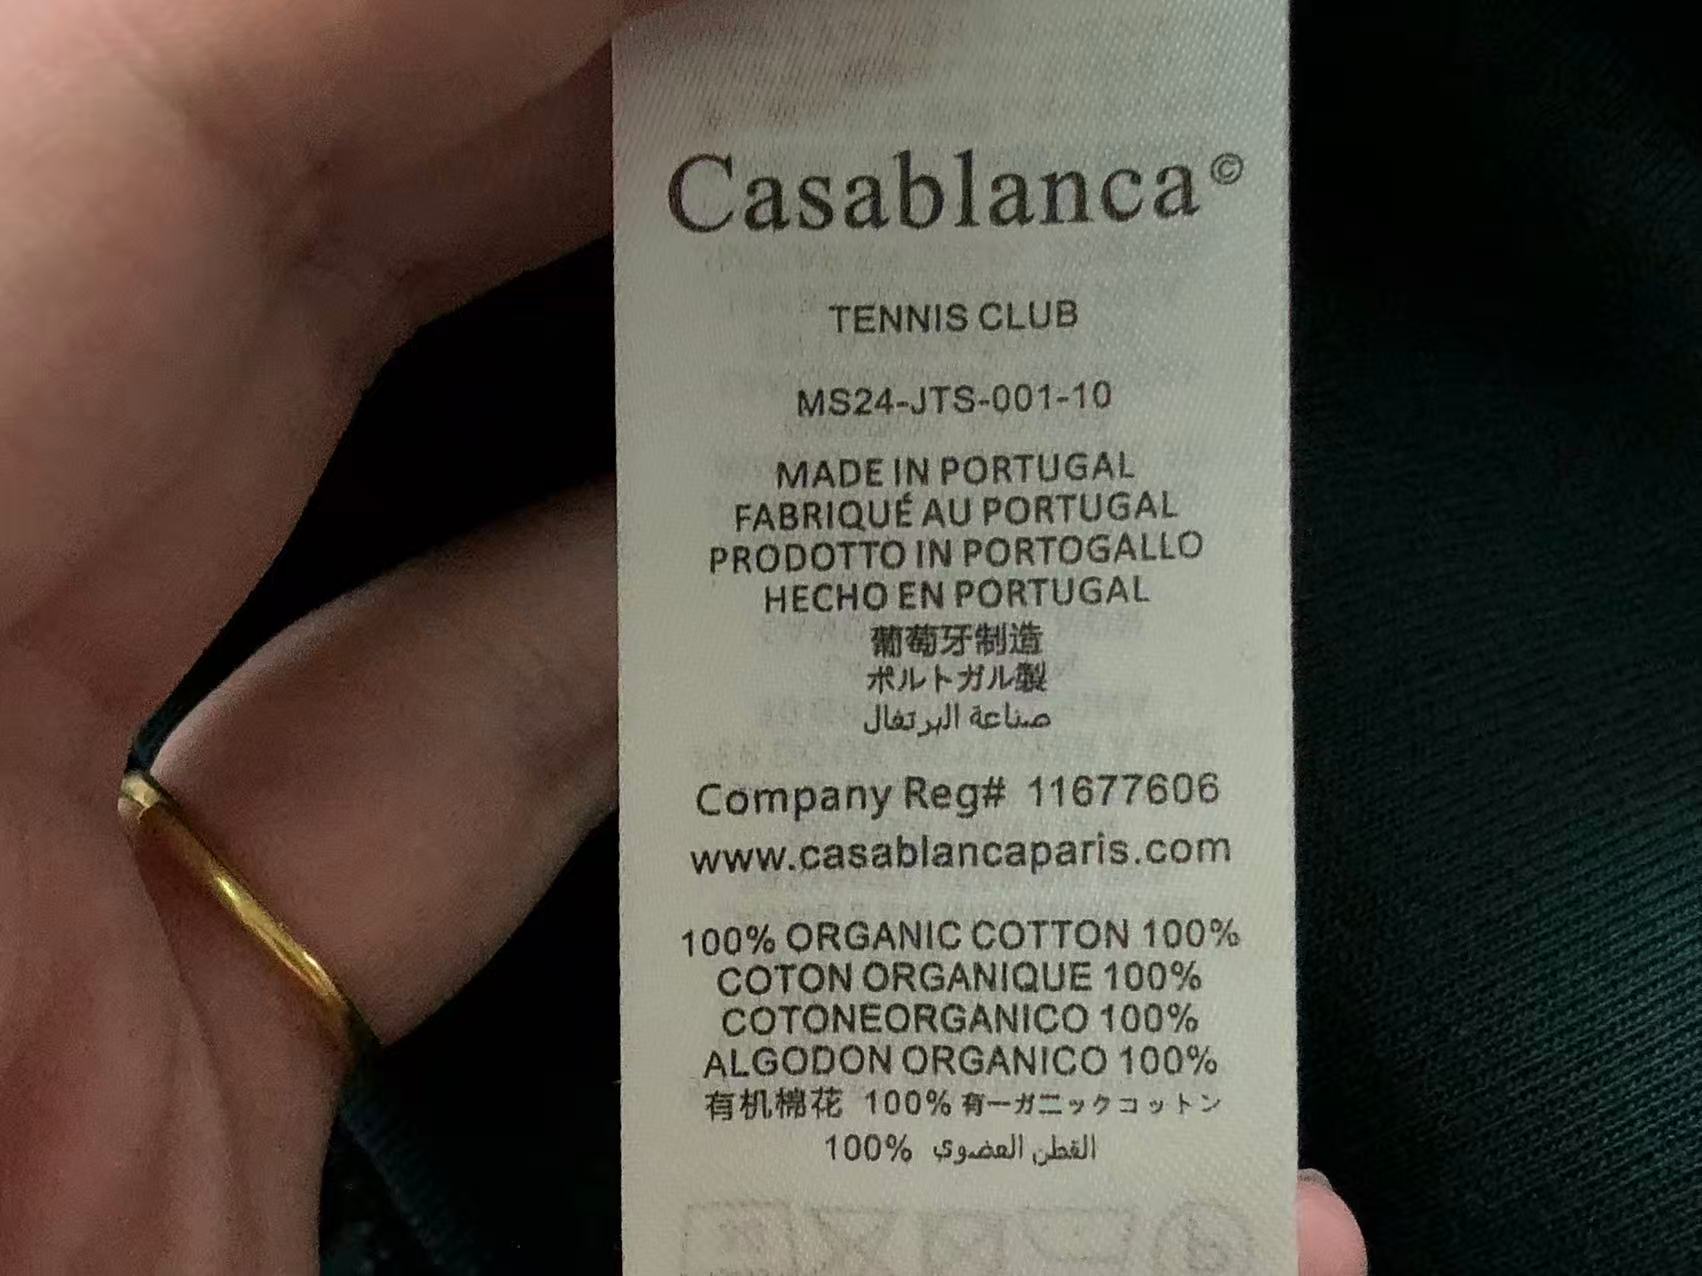 Casablanca©
TENNIS CLUB
MS24-JTS-001-10
MADE IN PORTUGAL
FABRIQUÉ AU PORTUGAL
PRODOTTO IN PORTOGALLO
HECHO EN PORTUGAL
葡萄牙制造
ポルトガル製
صناعة البرتغال
Company Reg# 11677606
www.casablancaparis.com
100% ORGANIC COTTON 100%
COTON ORGANIQUE 100%
COTONEORGANICO 100%
ALGODON ORGANICO 100%
有机棉花 100% 有ーガニックコットン
100% القطن العضوي